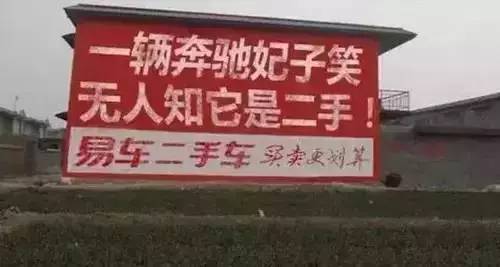 一辆奔驰妃子笑
无人知它是二手！
易车二手车 买卖更划算